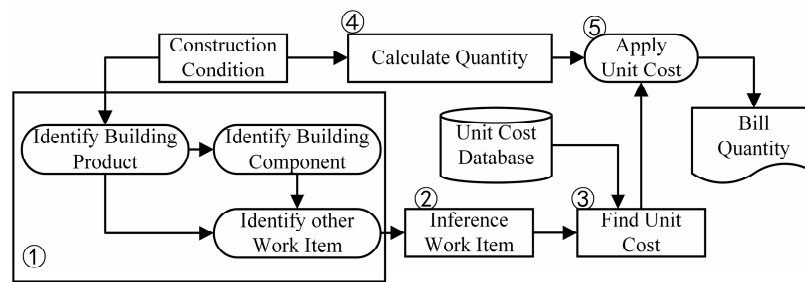 ④
⑤
Construction
Condition
Calculate Quantity
Apply
Unit Cost
Identify Building
Product
Identify Building
Component
Unit Cost
Database
Bill
Quantity
②
③
Identify other
Work Item
Inference
Work Item
Find Unit
Cost
①